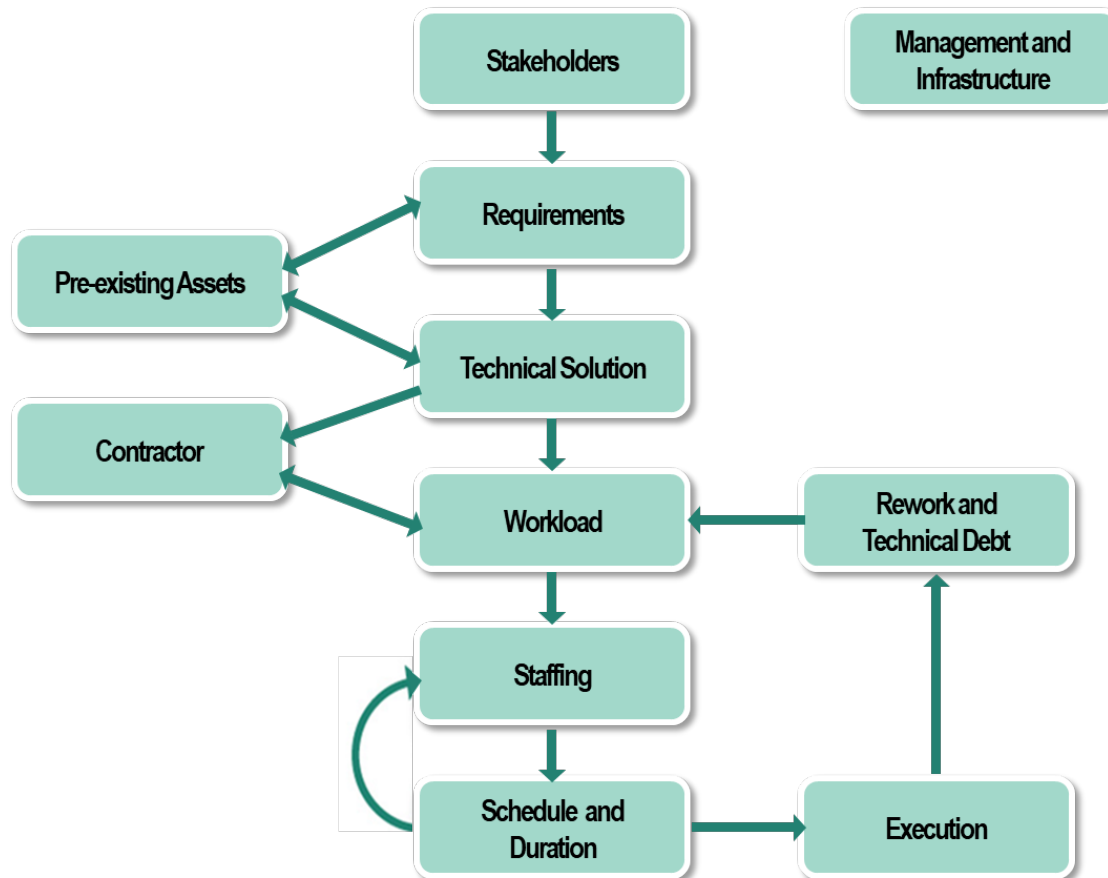 Stakeholders
Management and
Infrastructure
Requirements
Pre-existing Assets
Technical Solution
Contractor
Workload
Rework and
Technical Debt
Staffing
Schedule and
Duration
Execution